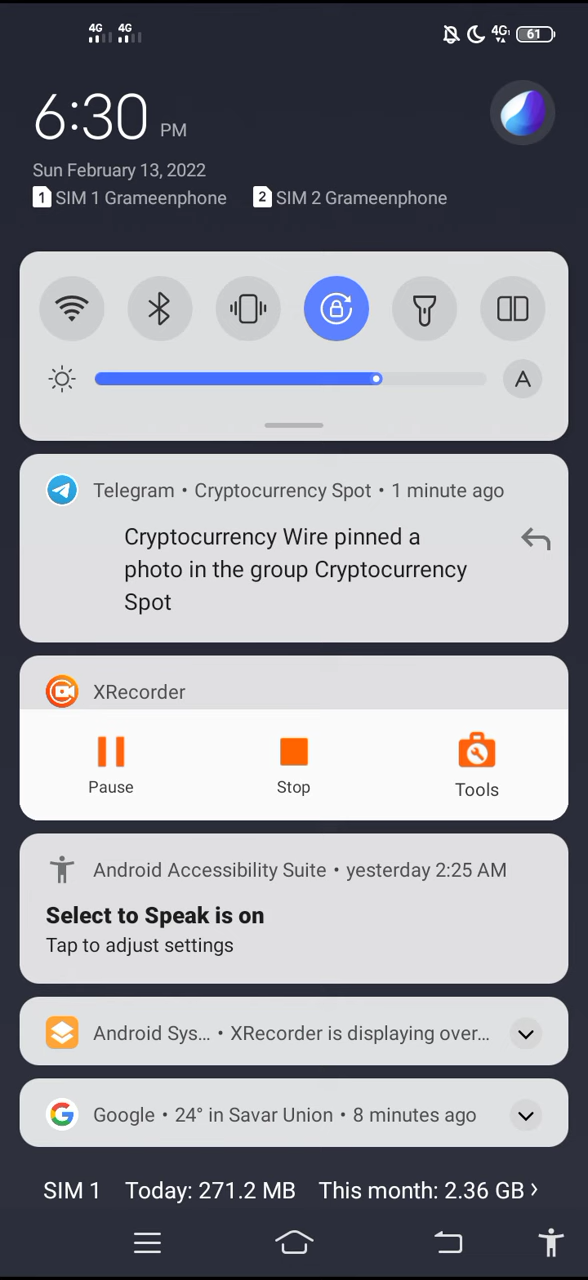 4G 4G 4G 61
6:30 PM
Sun February 13, 2022
1 SIM 1 Grameenphone 2 SIM 2 Grameenphone
A
Telegram • Cryptocurrency Spot • 1 minute ago
Cryptocurrency Wire pinned a
photo in the group Cryptocurrency
Spot
XRecorder
Pause Stop Tools
Android Accessibility Suite • yesterday 2:25 AM
Select to Speak is on
Tap to adjust settings
Android Sys... • XRecorder is displaying over...
Google • 24° in Savar Union • 8 minutes ago
SIM 1 Today: 271.2 MB This month: 2.36 GB ›